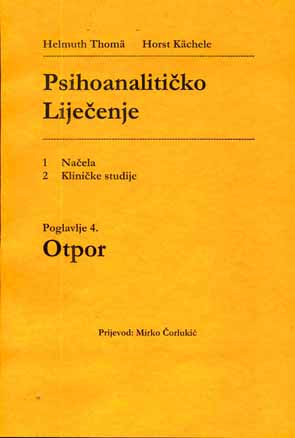 Helmuth Thomä Horst Kächele
Psihoanalitičko
Liječenje
1 Načela
2 Kliničke studije
Poglavlje 4.
Otpor
Prijevod: Mirko Čorlukić